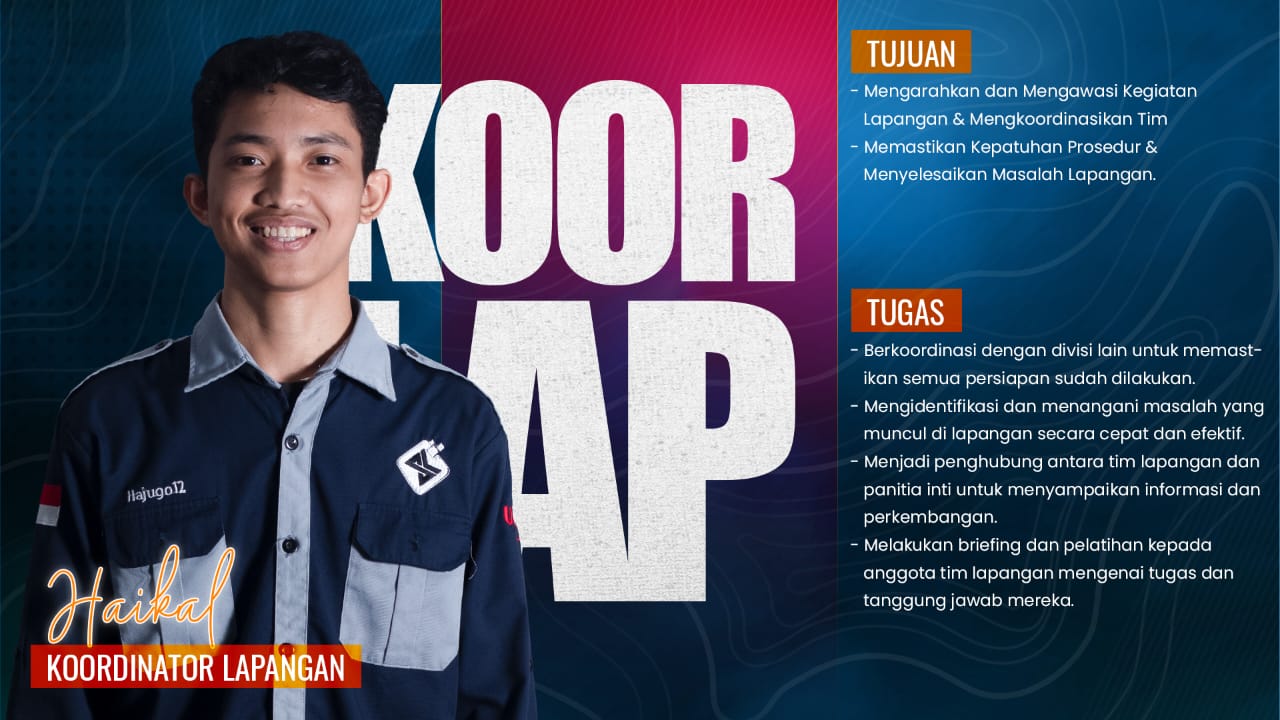 KOOR
LAP
Hajugo12
Haikal
KOORDINATOR LAPANGAN
TUJUAN
- Mengarahkan dan Mengawasi Kegiatan
Lapangan & Mengkoordinasikan Tim
- Memastikan Kepatuhan Prosedur &
Menyelesaikan Masalah Lapangan.
TUGAS
- Berkoordinasi dengan divisi lain untuk memast-
ikan semua persiapan sudah dilakukan.
- Mengidentifikasi dan menangani masalah yang
muncul di lapangan secara cepat dan efektif.
- Menjadi penghubung antara tim lapangan dan
panitia inti untuk menyampaikan informasi dan
perkembangan.
- Melakukan briefing dan pelatihan kepada
anggota tim lapangan mengenai tugas dan
tanggung jawab mereka.